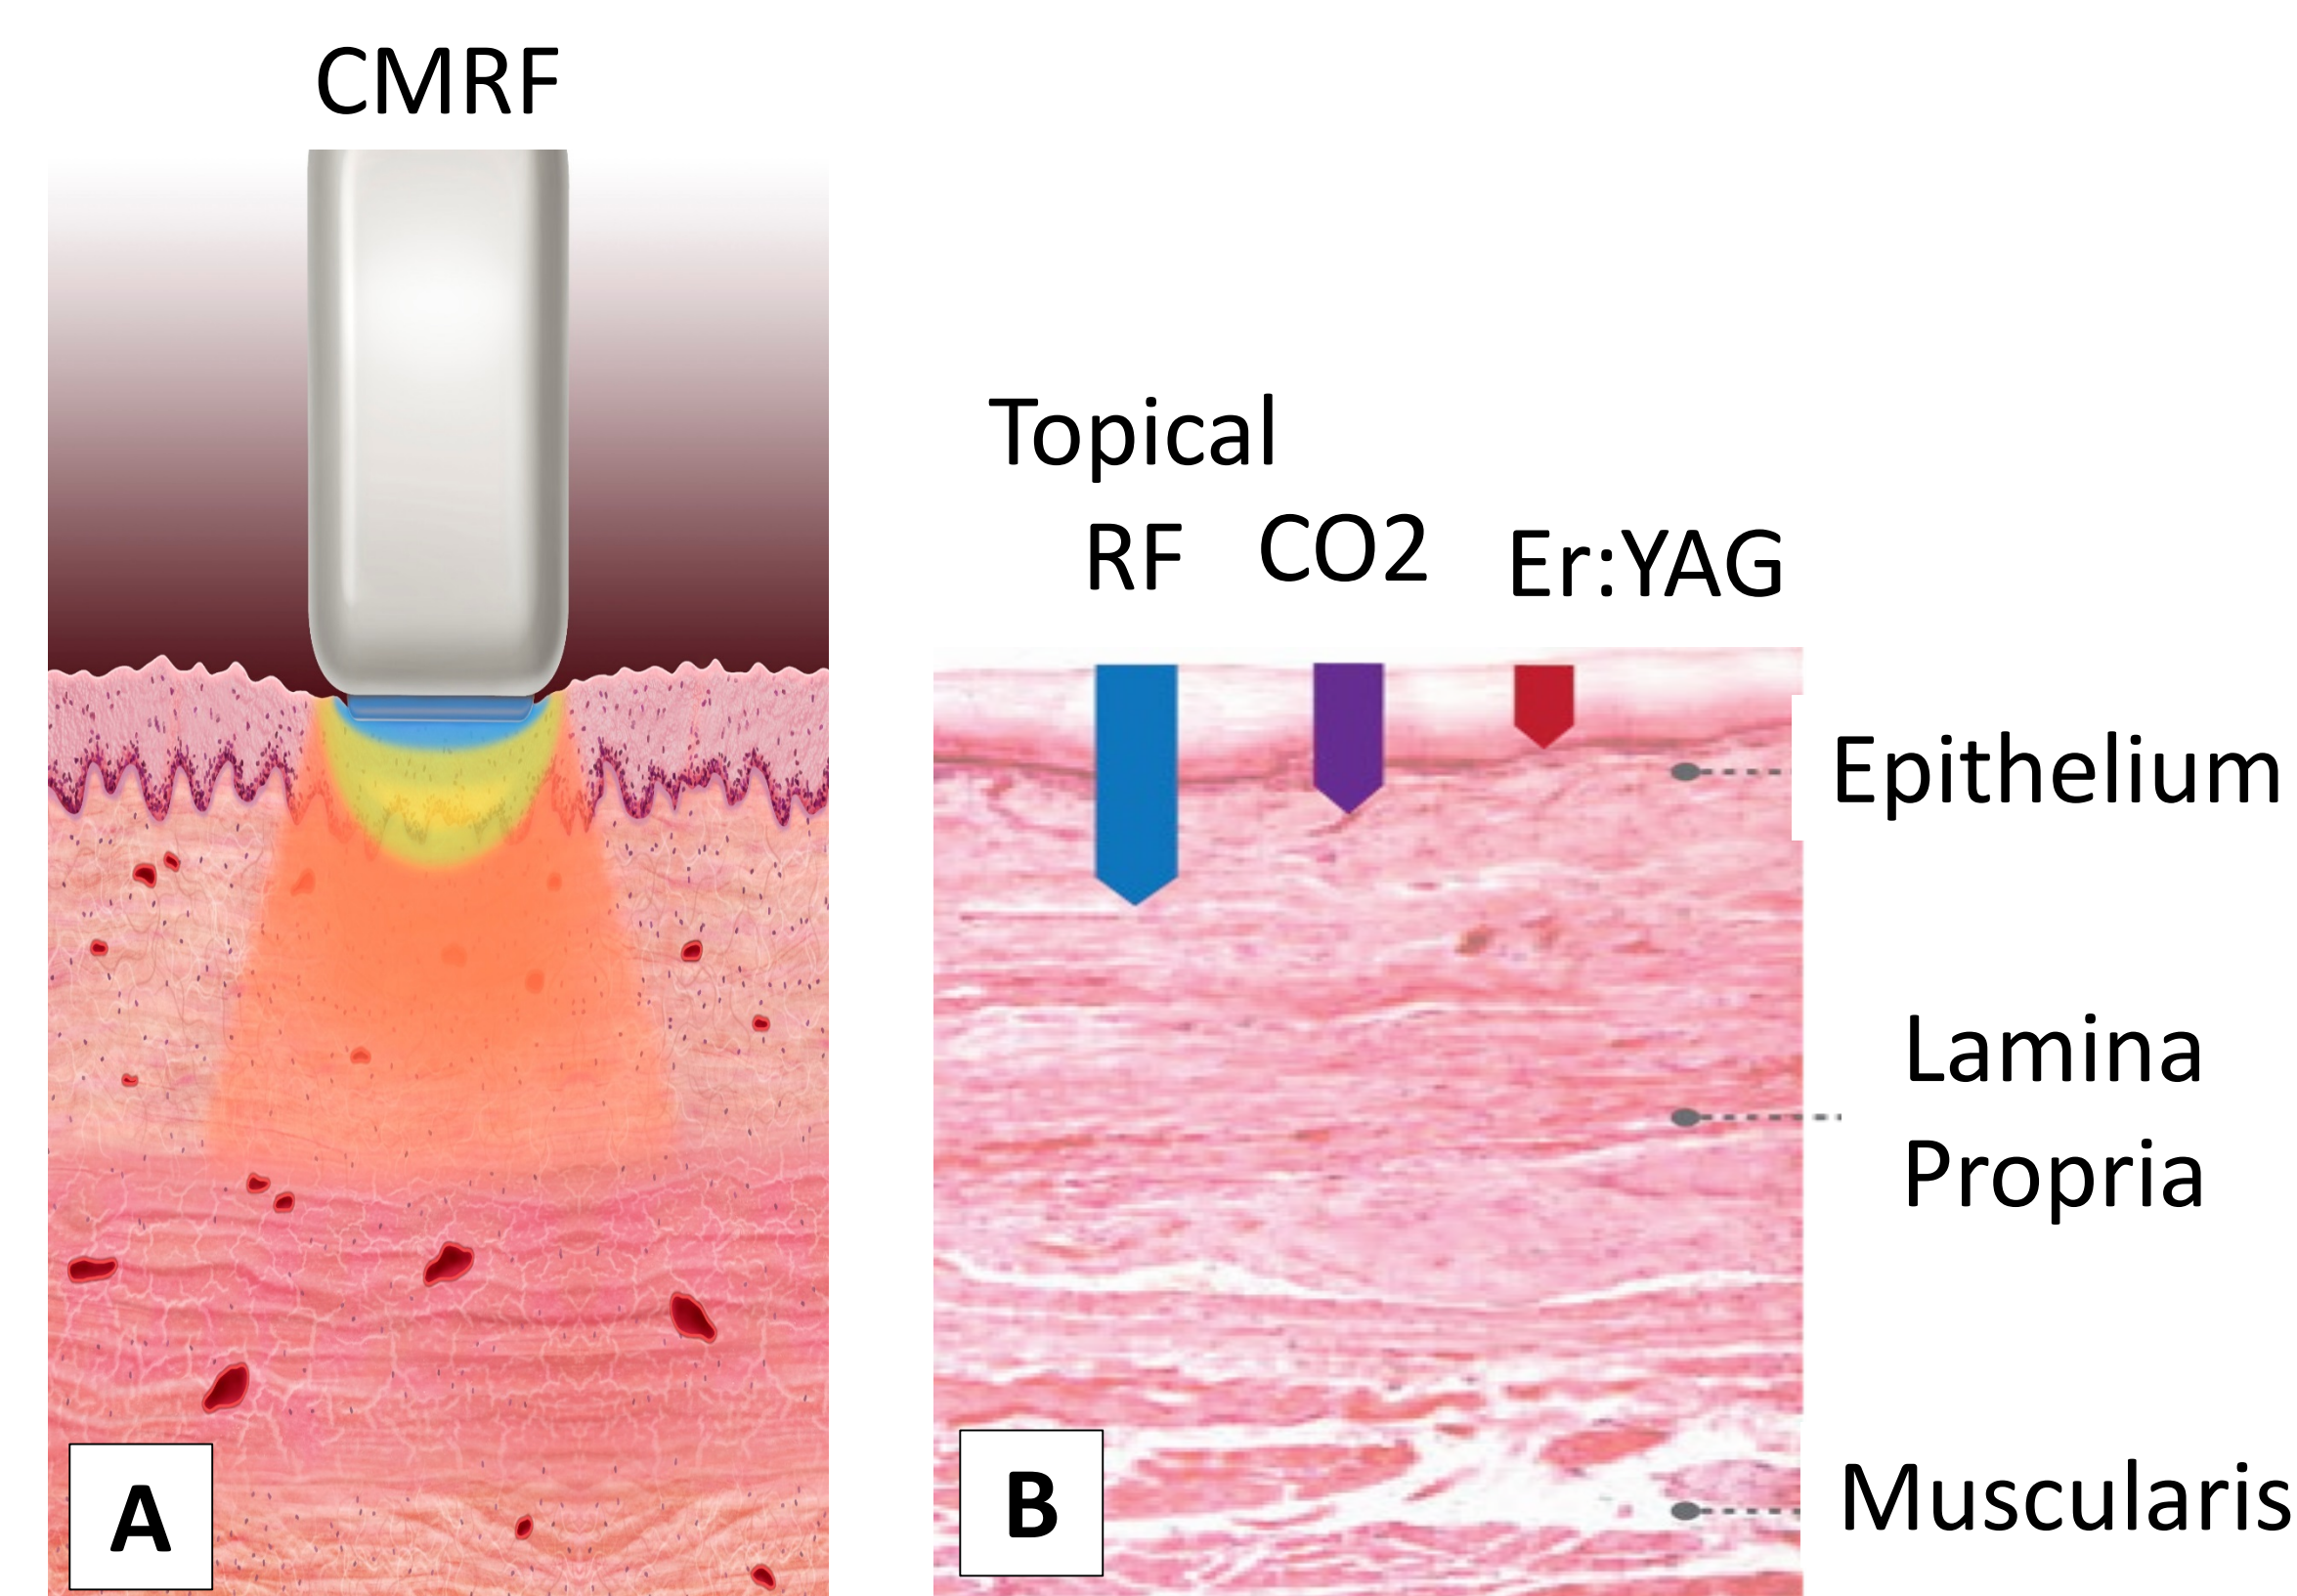 CMRF
Topical
RF
CO2
Er:YAG
Epithelium
Lamina
Propria
Muscularis
A
B